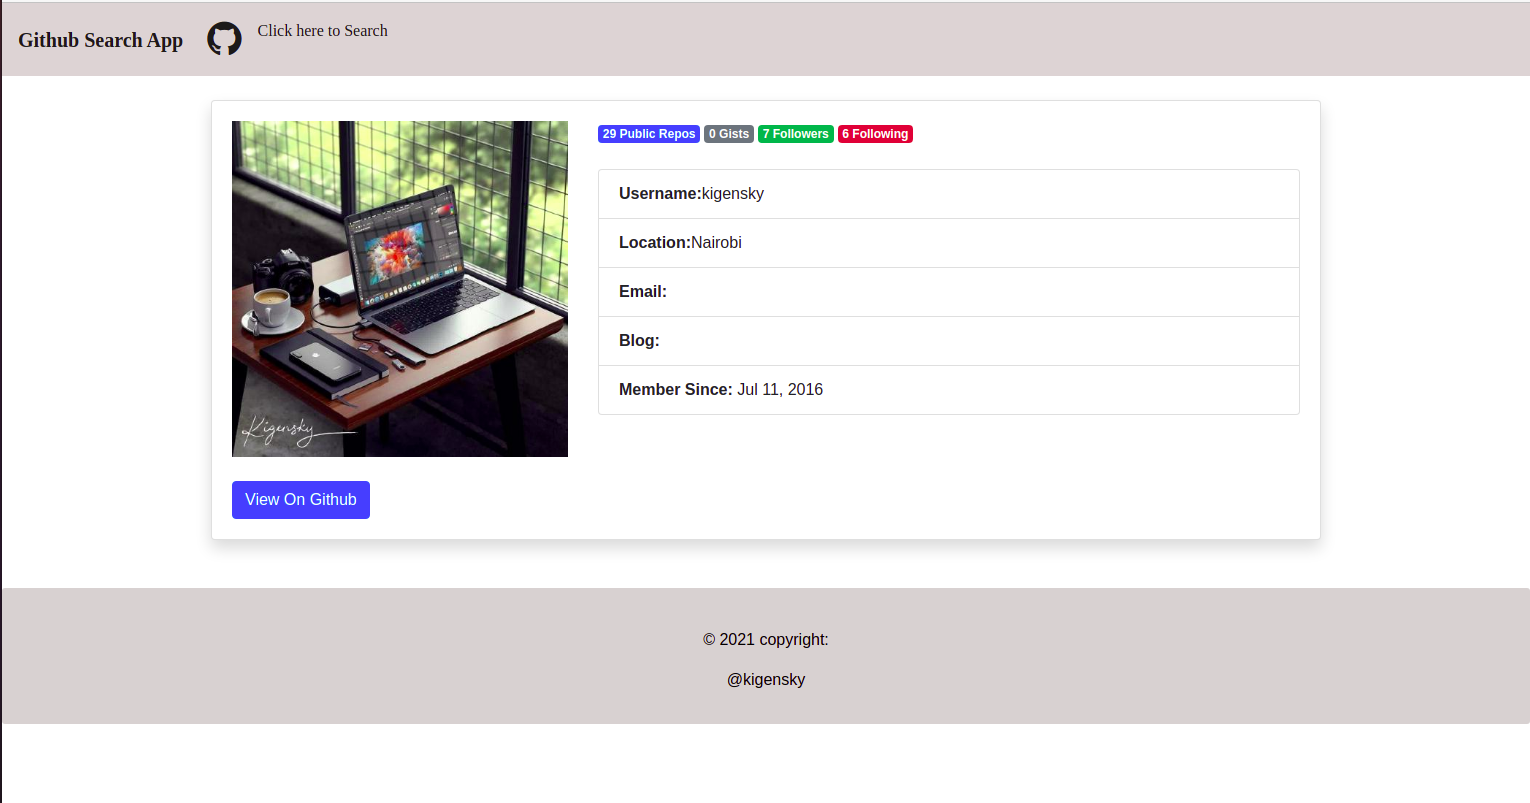 Github Search App
Click here to Search
29 Public Repos 0 Gists 7 Followers 6 Following
Username:kigensky
Location:Nairobi
Email:
Blog:
Member Since: Jul 11, 2016
Kigensky
View On Github
© 2021 copyright:
@kigensky